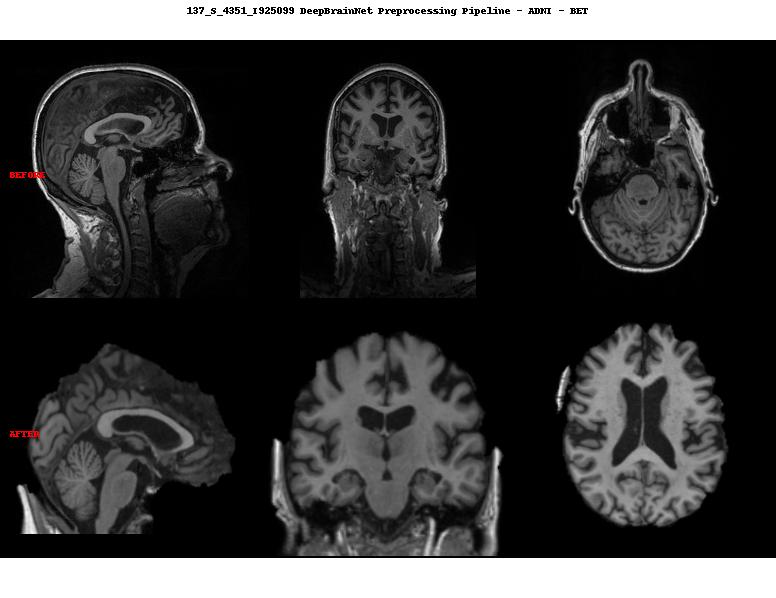 137_S_4351_I925099 DeepBrainNet Preprocessing Pipeline - ADNI - BET
BEFORE
AFTER